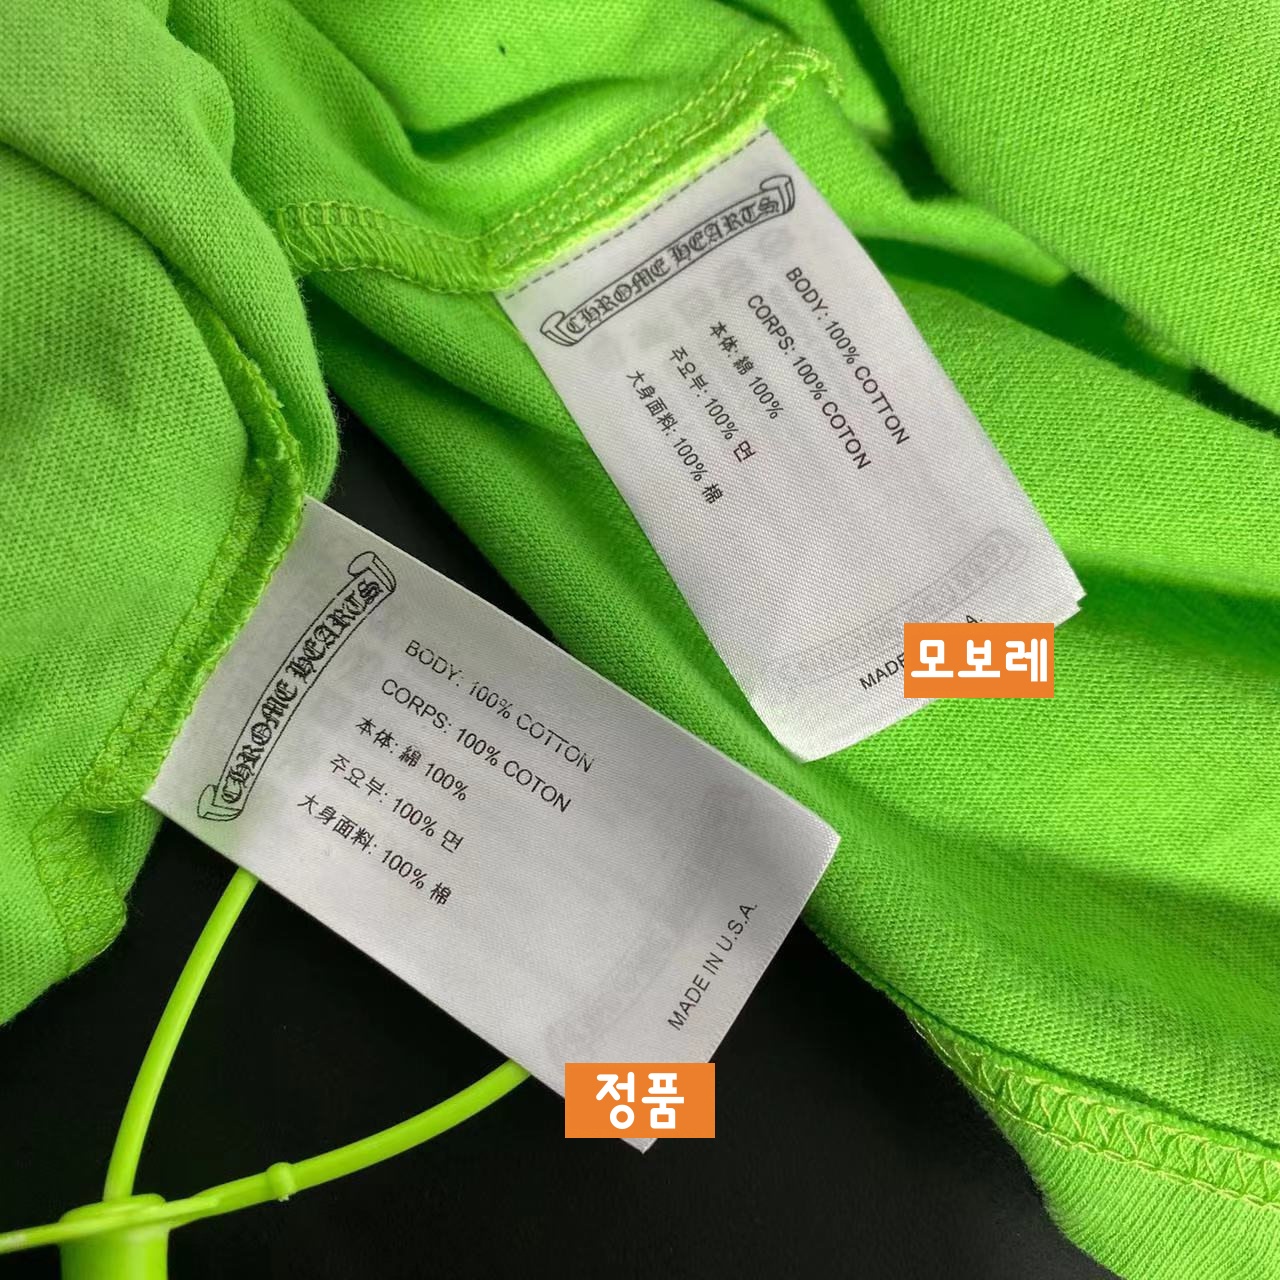 CHROME HEARTS
BODY: 100% COTTON
CORPS: 100% COTON
本体: 綿 100%
주요부: 100% 면
大身面料: 100% 棉
MADE
A.
모보레
CHROME HEARTS
BODY: 100% COTTON
CORPS: 100% COTON
本体: 綿 100%
주요부: 100% 면
大身面料: 100% 棉
MADE IN U.S.A.
정품